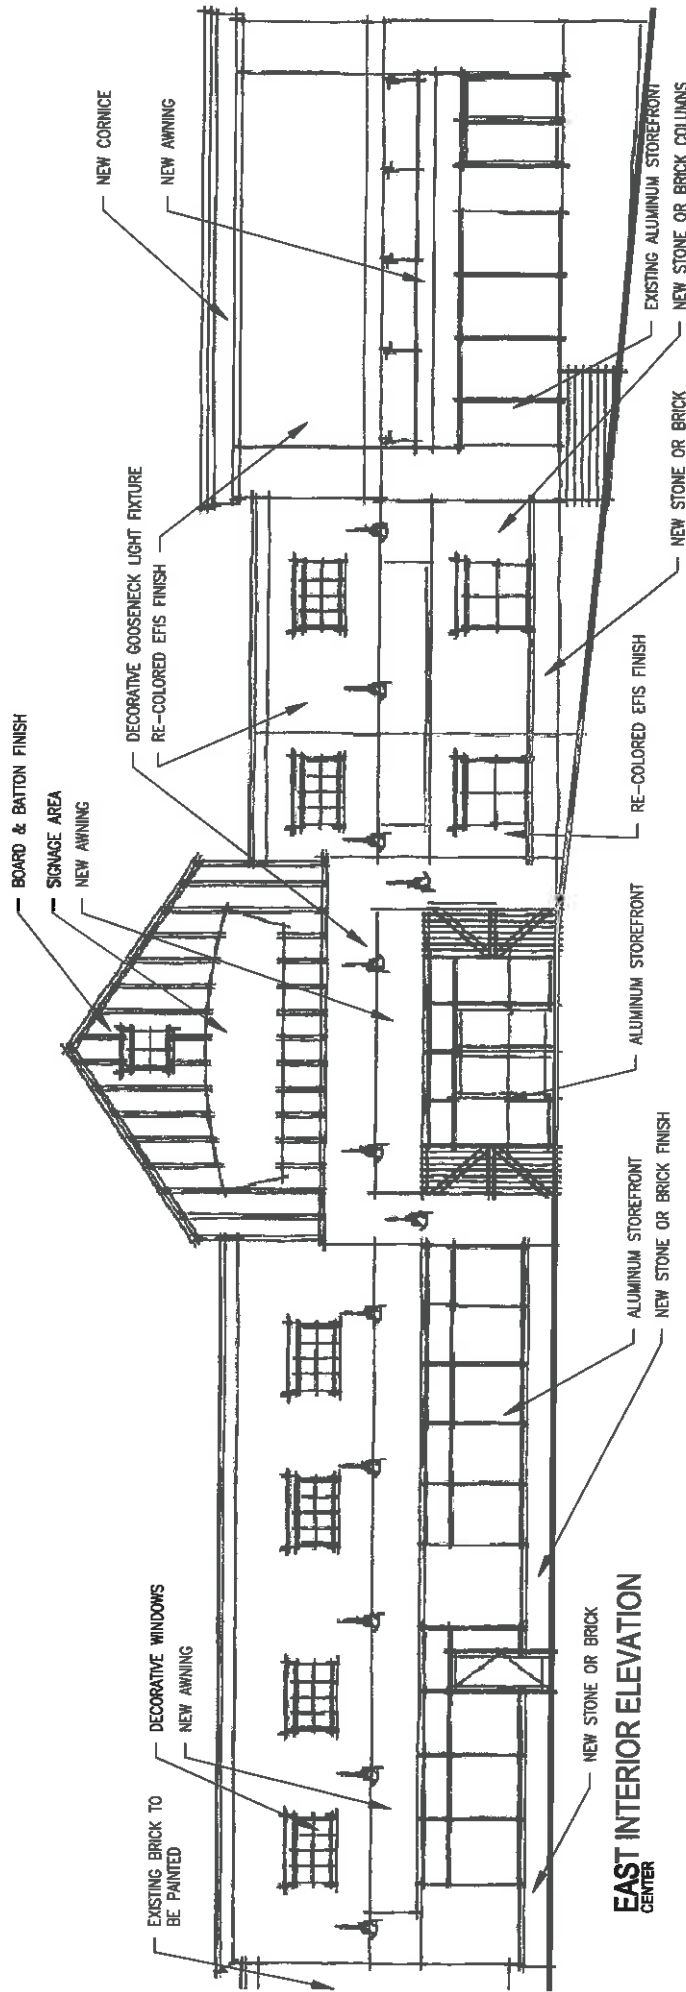 BOARD & BATTON FINISH
SIGNAGE AREA
NEW AWNING
EXISTING BRICK TO
BE PAINTED
DECORATIVE WINDOWS
NEW AWNING
DECORATIVE GOOSENECK LIGHT FIXTURE
RE-COLORED EFIS FINISH
NEW CORNICE
NEW AWNING
NEW STONE OR BRICK
ALUMINUM STOREFRONT
NEW STONE OR BRICK FINISH
ALUMINUM STOREFRONT
RE-COLORED EFIS FINISH
NEW STONE OR BRICK
EXISTING ALUMINUM STOREFRONT
NEW STONE OR BRICK COLUMNS
EAST INTERIOR ELEVATION
CENTER